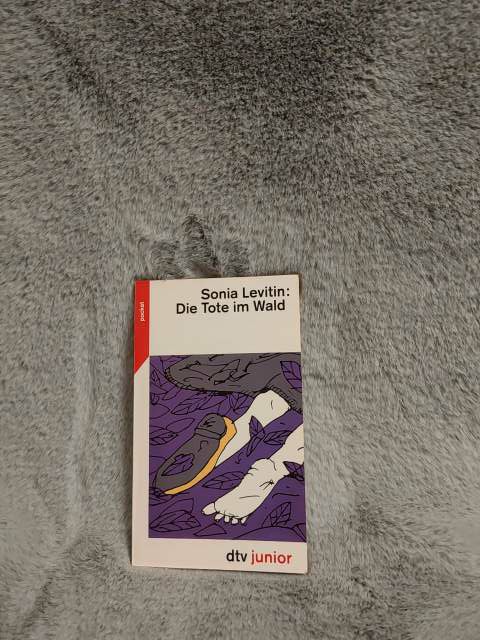 Sonia Levitin:
Die Tote im Wald
pocket
dtv junior